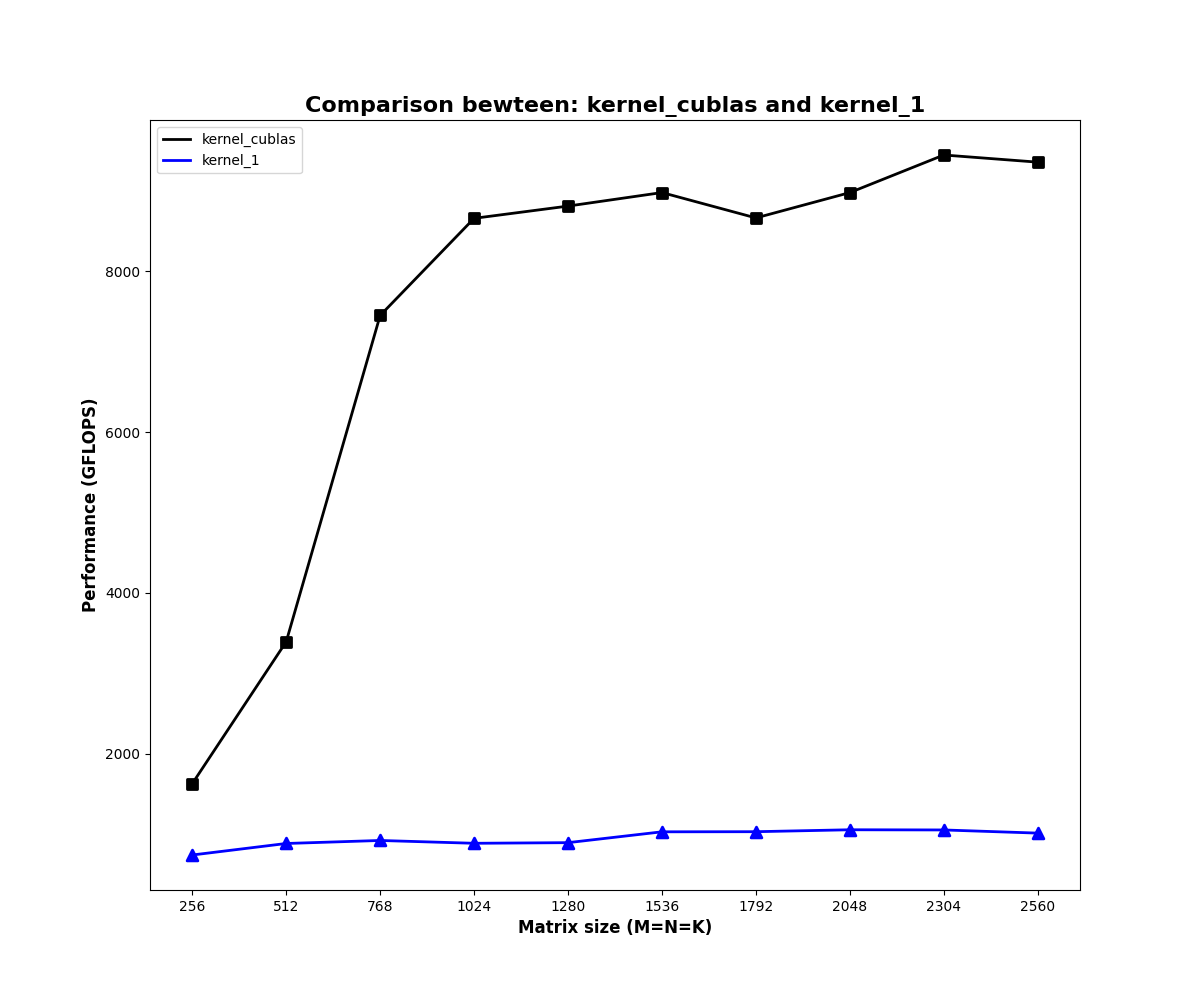 Comparison bewteen: kernel_cublas and kernel_1
kernel_cublas
kernel_1
Performance (GFLOPS)
8000
6000
4000
2000
256 512 768 1024 1280 1536 1792 2048 2304 2560
Matrix size (M=N=K)